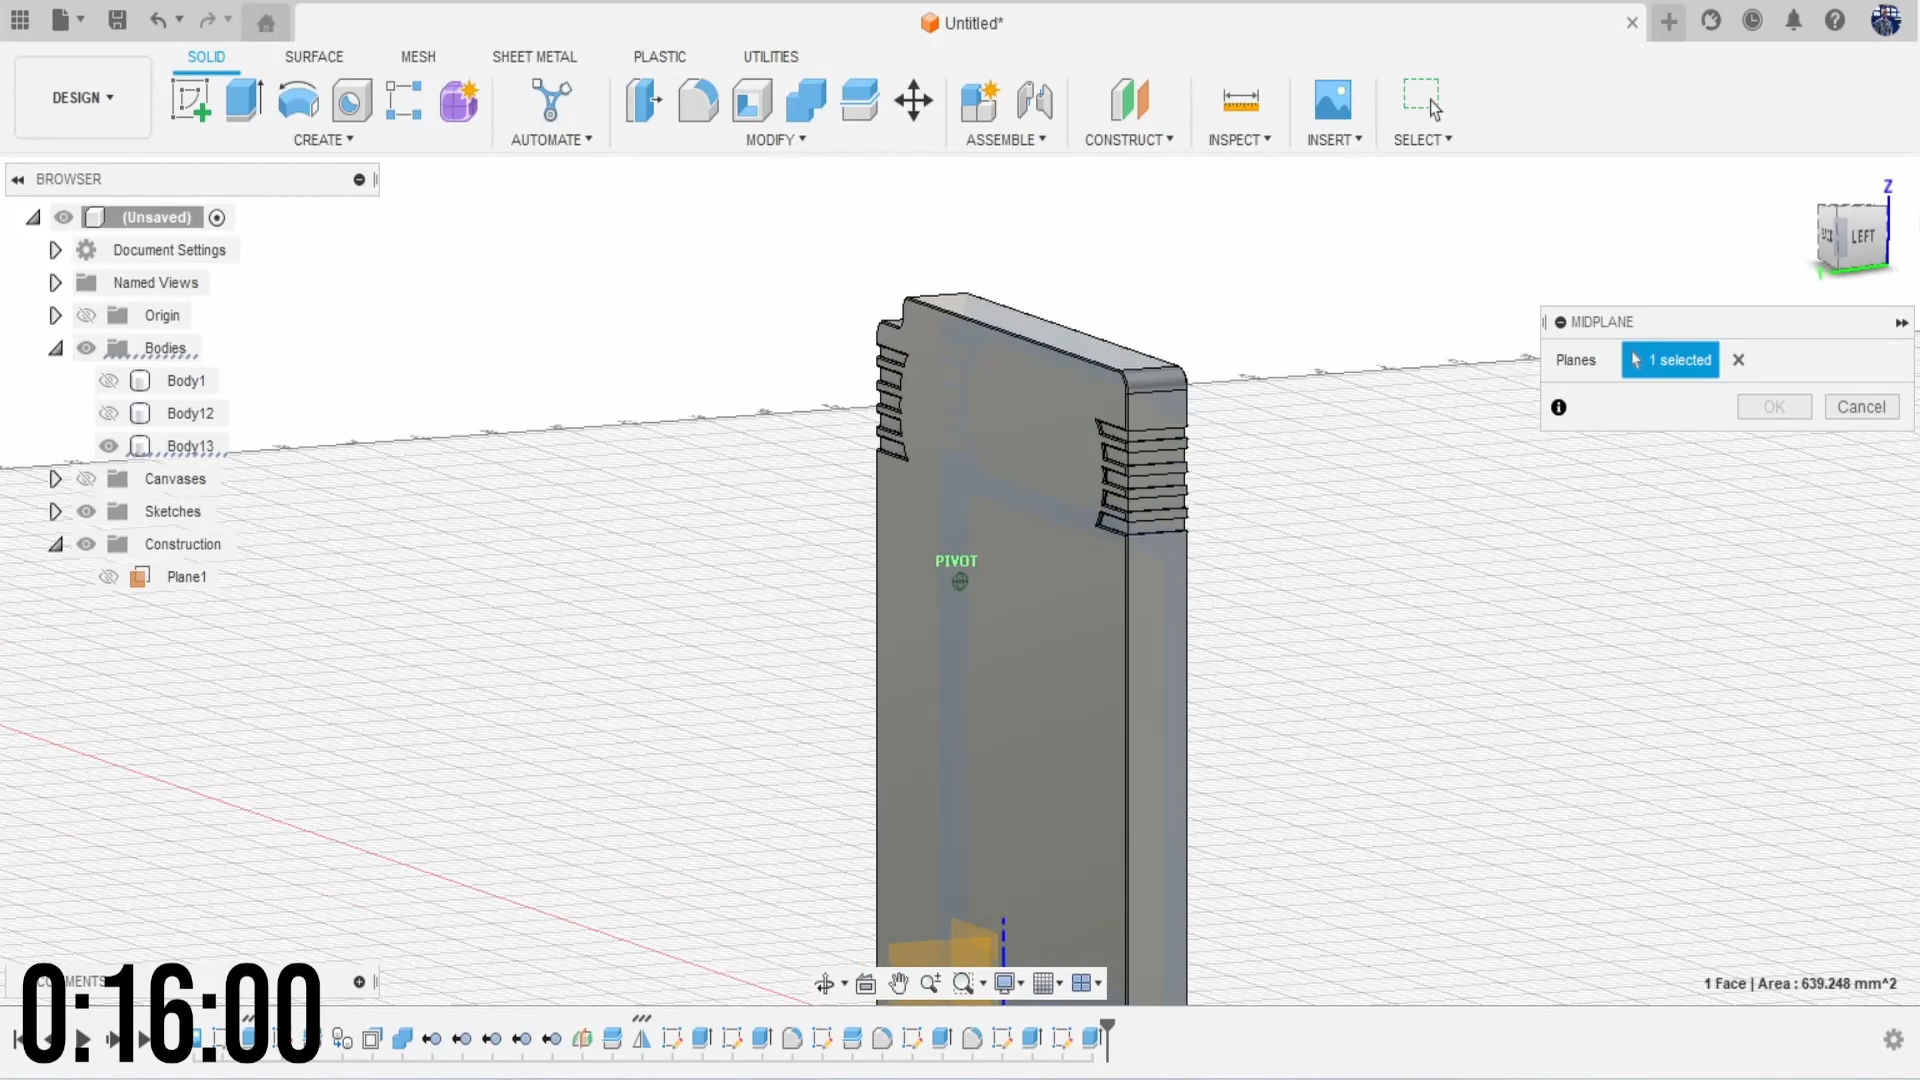 Untitled*
SOLID SURFACE MESH SHEET METAL PLASTIC UTILITIES
DESIGN
CREATE AUTOMATE MODIFY ASSEMBLE CONSTRUCT INSPECT INSERT SELECT
BROWSER
(Unsaved)
Document Settings
Named Views
Origin
Bodies
Body1
Body12
Body13
Canvases
Sketches
Construction
Plane1
Z
LEFT
Y
MIDPLANE
Planes 1 selected
OK Cancel
PIVOT
1 Face | Area : 639.248 mm^2
0:16:00